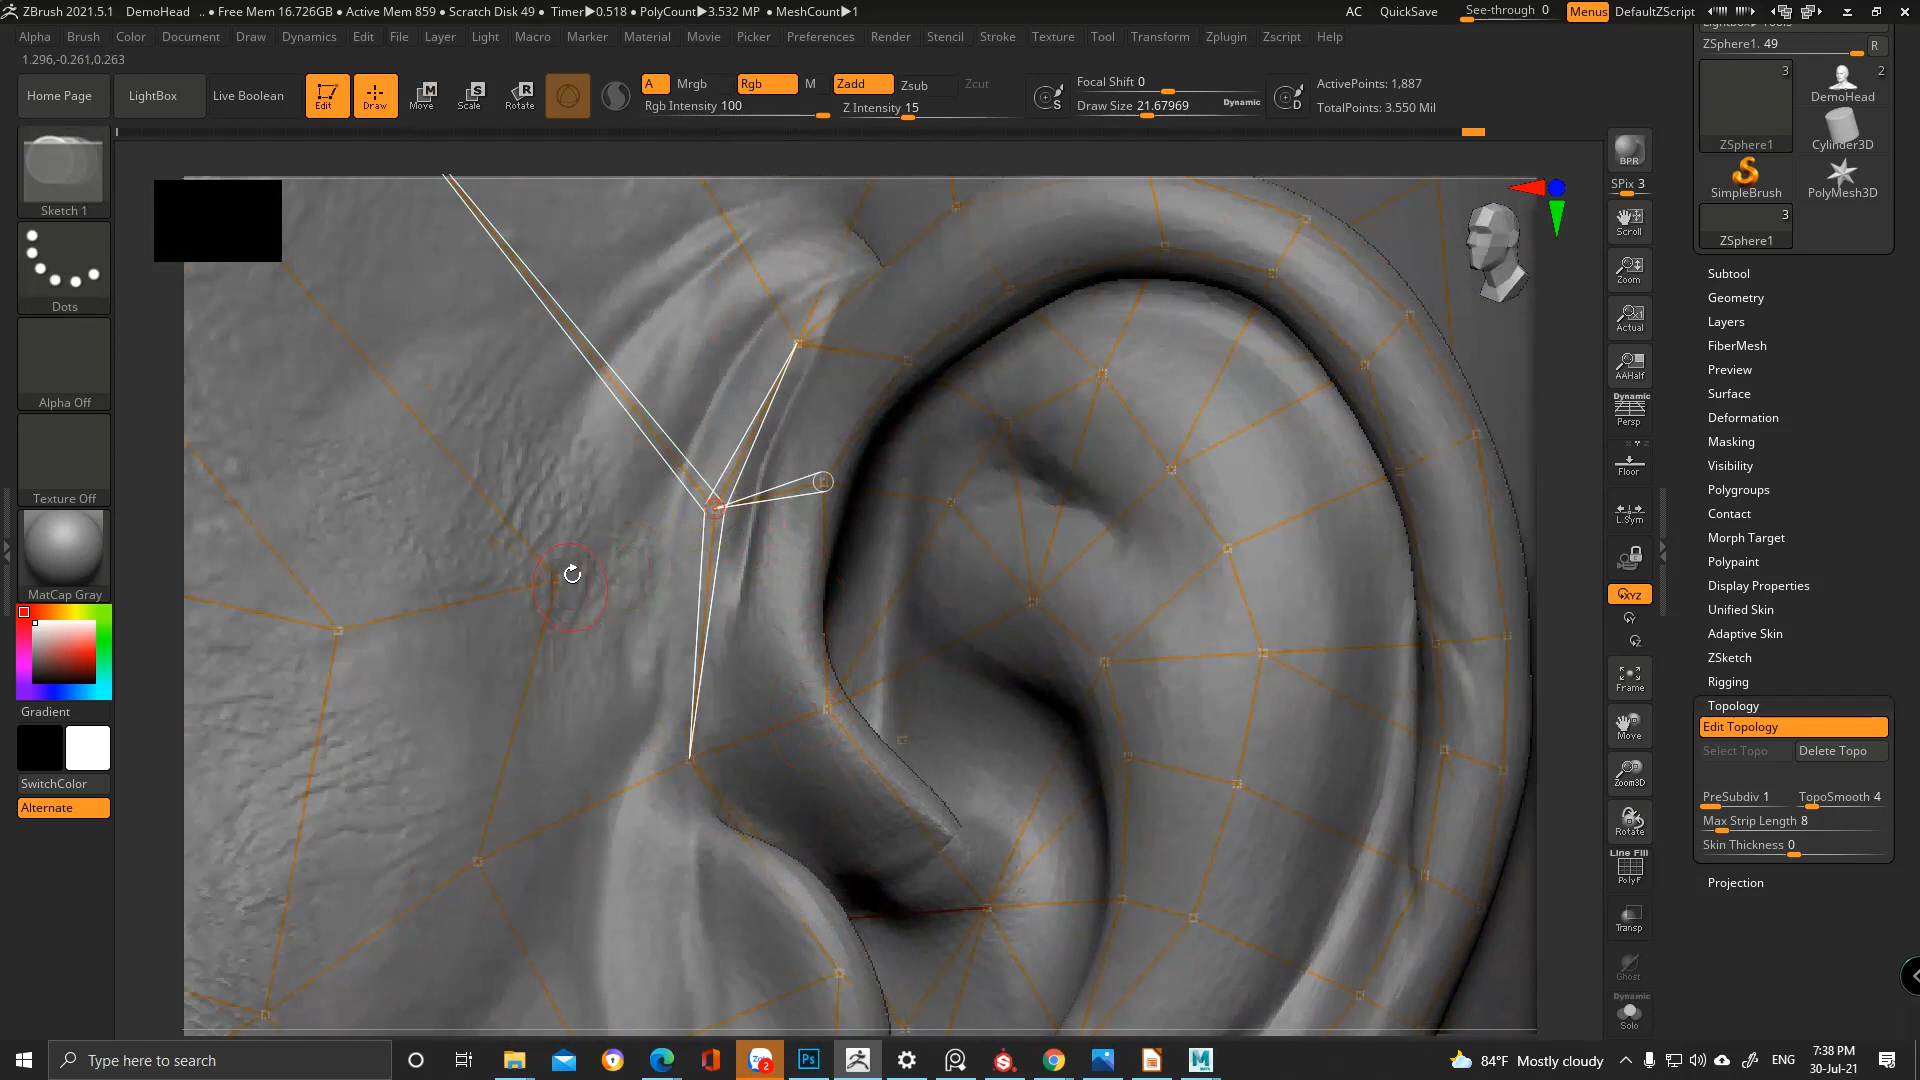 ZBrush 2021.5.1 DemoHead .. • Free Mem 16.726GB • Active Mem 859 • Scratch Disk 49 • Timer▶0.518 • PolyCount▶3.532 MP • MeshCount▶1 AC QuickSave See-through 0 Menus DefaultZScript
Alpha Brush Color Document Draw Dynamics Edit File Layer Light Macro Marker Material Movie Picker Preferences Render Stencil Stroke Texture Tool Transform Zplugin Zscript Help
1.296,-0.261,0.263
Home Page LightBox Live Boolean Edit Draw Move Scale Rotate
A Mrgb Rgb M Zadd Zsub Zcut
Rgb Intensity 100 Z Intensity 15
S Focal Shift 0
Draw Size 21.67969 Dynamic
D ActivePoints: 1,887
TotalPoints: 3.550 Mil
Sketch 1
Dots
Alpha Off
Texture Off
MatCap Gray
Gradient
SwitchColor
Alternate
BPR
SPix 3
Scroll
Zoom
Actual
AAHalf
Dynamic
Persp
Floor
L.Sym
XYZ
Y
Z
Frame
Move
Zoom3D
Rotate
Line Fill
PolyF
Transp
Ghost
Dynamic
Solo
ZSphere1. 49 R
3 2
ZSphere1 DemoHead
Cylinder3D
SimpleBrush PolyMesh3D
3
ZSphere1
Subtool
Geometry
Layers
FiberMesh
Preview
Surface
Deformation
Masking
Visibility
Polygroups
Contact
Morph Target
Polypaint
Display Properties
Unified Skin
Adaptive Skin
ZSketch
Rigging
Topology
Edit Topology
Select Topo Delete Topo
PreSubdiv 1 TopoSmooth 4
Max Strip Length 8
Skin Thickness 0
Projection
Type here to search 2 Ps 84°F Mostly cloudy ENG 7:38 PM
30-Jul-21